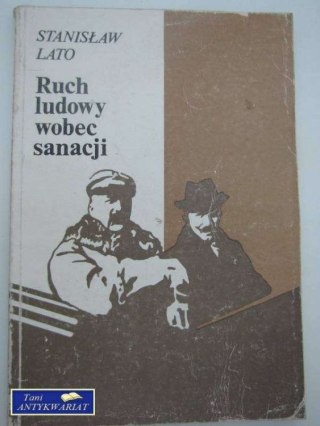 STANISŁAW
LATO
Ruch
ludowy
wobec
sanacji
Tani
ANTYKWARIAT